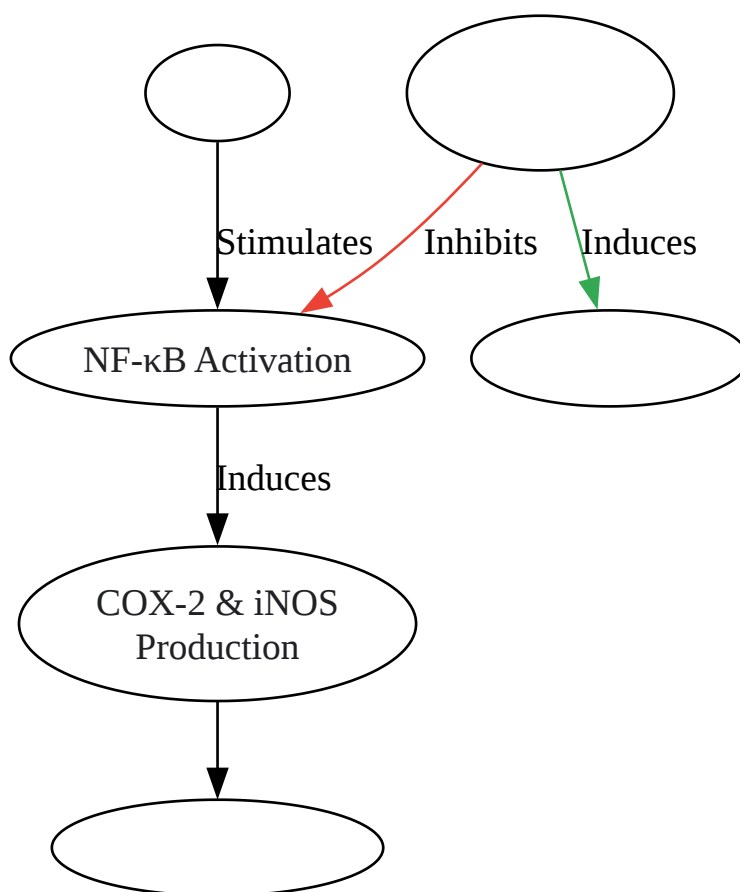 Stimulates
Inhibits
Induces
NF-κB Activation
Induces
COX-2 & iNOS
Production